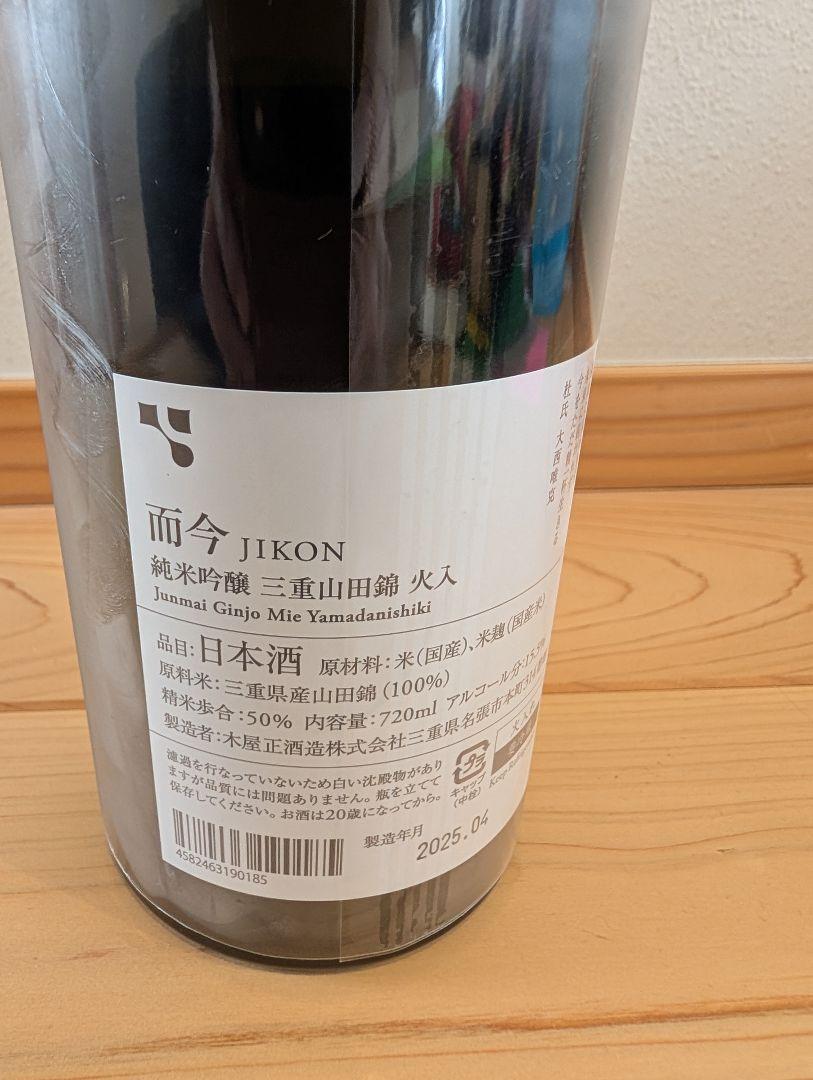 而今 JIKON
純米吟醸 三重山田錦 火入
Junmai Ginjo Mie Yamadanishiki
品目:日本酒 原材料:米(国産)、米麹(国産米)
原料米:三重県産山田錦(100%)
精米歩合:50% 内容量:720ml アルコール分:15.5%
製造者:木屋正酒造株式会社三重県名張市本町
濾過を行なっていないため白い沈殿物があり
ますが品質には問題ありません。瓶を立てて
保存してください。お酒は20歳になってから。
キャップ
(中栓)
火入
Keep
製造年月
2025.04
4582463190185
杜氏 大西唯克